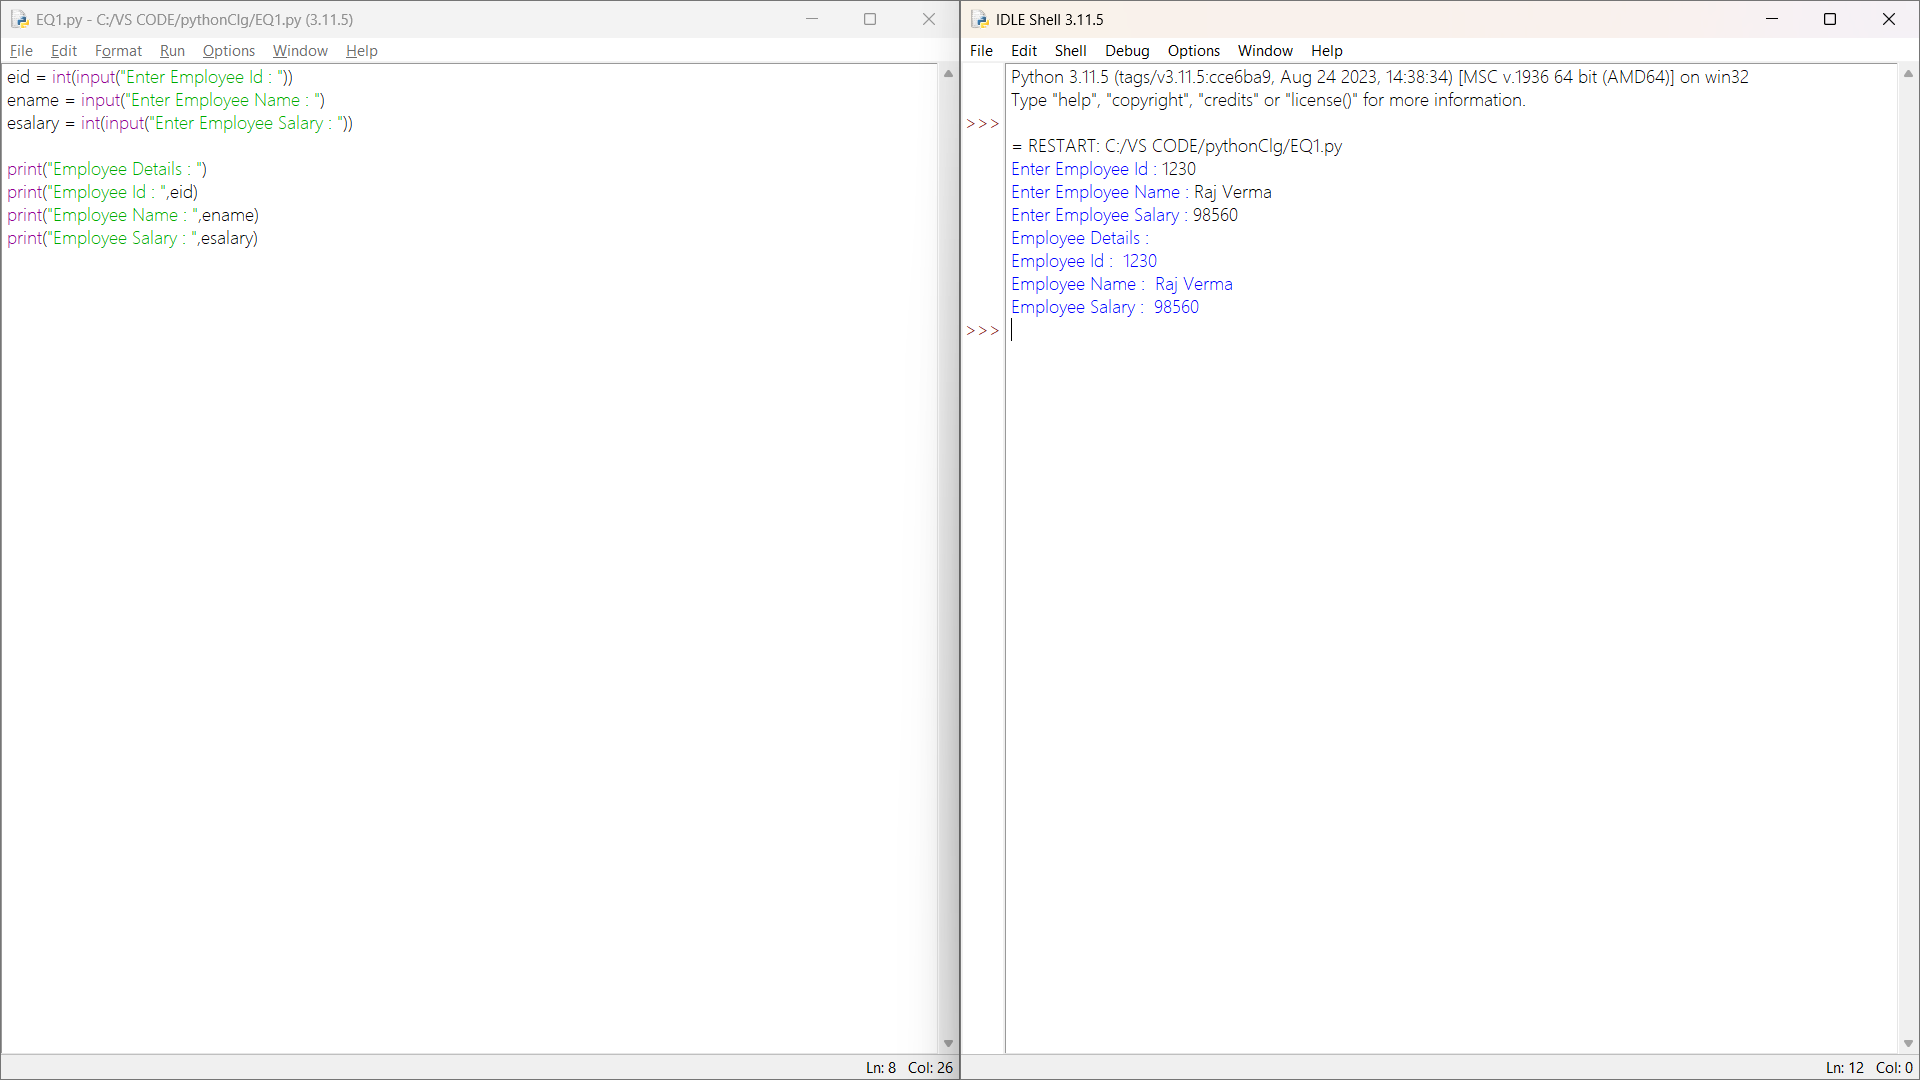 EQ1.py - C:/VS CODE/pythonClg/EQ1.py (3.11.5)
File Edit Format Run Options Window Help
eid = int(input("Enter Employee Id : "))
ename = input("Enter Employee Name : ")
esalary = int(input("Enter Employee Salary : "))
print("Employee Details : ")
print("Employee Id : ",eid)
print("Employee Name : ",ename)
print("Employee Salary : ",esalary)
Ln: 8 Col: 26
IDLE Shell 3.11.5
File Edit Shell Debug Options Window Help
Python 3.11.5 (tags/v3.11.5:cce6ba9, Aug 24 2023, 14:38:34) [MSC v.1936 64 bit (AMD64)] on win32
Type "help", "copyright", "credits" or "license()" for more information.
>>>
= RESTART: C:/VS CODE/pythonClg/EQ1.py
Enter Employee Id : 1230
Enter Employee Name : Raj Verma
Enter Employee Salary : 98560
Employee Details :
Employee Id :  1230
Employee Name :  Raj Verma
Employee Salary :  98560
>>>
Ln: 12 Col: 0